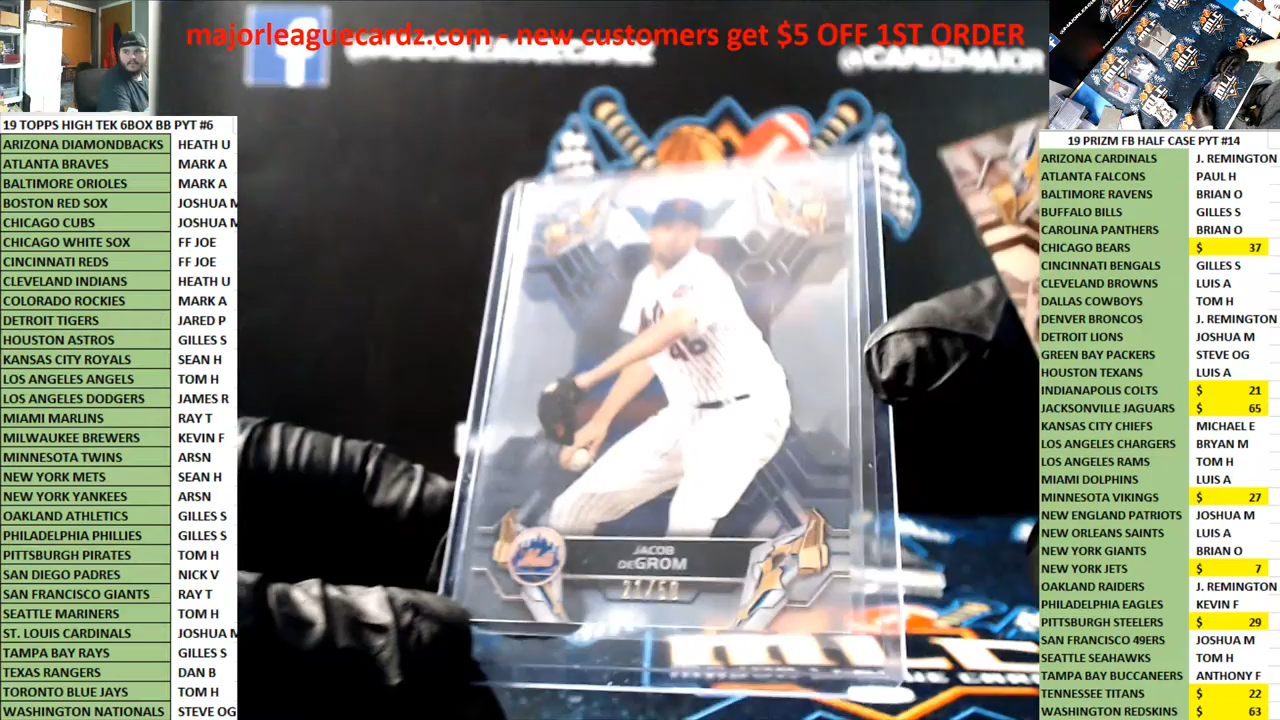 majorleaguecardz.com - new customers get $5 OFF 1ST ORDER
f
@CARDZMAJOR
19 TOPPS HIGH TEK 6BOX BB PYT #6
ARIZONA DIAMONDBACKS HEATH U
ATLANTA BRAVES MARK A
BALTIMORE ORIOLES MARK A
BOSTON RED SOX JOSHUA M
CHICAGO CUBS JOSHUA M
CHICAGO WHITE SOX FF JOE
CINCINNATI REDS FF JOE
CLEVELAND INDIANS HEATH U
COLORADO ROCKIES MARK A
DETROIT TIGERS JARED P
HOUSTON ASTROS GILLES S
KANSAS CITY ROYALS SEAN H
LOS ANGELES ANGELS TOM H
LOS ANGELES DODGERS JAMES R
MIAMI MARLINS RAY T
MILWAUKEE BREWERS KEVIN F
MINNESOTA TWINS ARSN
NEW YORK METS SEAN H
NEW YORK YANKEES ARSN
OAKLAND ATHLETICS GILLES S
PHILADELPHIA PHILLIES GILLES S
PITTSBURGH PIRATES TOM H
SAN DIEGO PADRES NICK V
SAN FRANCISCO GIANTS RAY T
SEATTLE MARINERS TOM H
ST. LOUIS CARDINALS JOSHUA M
TAMPA BAY RAYS GILLES S
TEXAS RANGERS DAN B
TORONTO BLUE JAYS TOM H
WASHINGTON NATIONALS STEVE OG
46
Mets
JACOB
DEGROM
21/50
MLC
19 PRIZM FB HALF CASE PYT #14
ARIZONA CARDINALS J. REMINGTON
ATLANTA FALCONS PAUL H
BALTIMORE RAVENS BRIAN O
BUFFALO BILLS GILLES S
CAROLINA PANTHERS BRIAN O
CHICAGO BEARS $ 37
CINCINNATI BENGALS GILLES S
CLEVELAND BROWNS LUIS A
DALLAS COWBOYS TOM H
DENVER BRONCOS J. REMINGTON
DETROIT LIONS JOSHUA M
GREEN BAY PACKERS STEVE OG
HOUSTON TEXANS LUIS A
INDIANAPOLIS COLTS $ 21
JACKSONVILLE JAGUARS $ 65
KANSAS CITY CHIEFS MICHAEL E
LOS ANGELES CHARGERS BRYAN M
LOS ANGELES RAMS TOM H
MIAMI DOLPHINS LUIS A
MINNESOTA VIKINGS $ 27
NEW ENGLAND PATRIOTS JOSHUA M
NEW ORLEANS SAINTS LUIS A
NEW YORK GIANTS BRIAN O
NEW YORK JETS $ 7
OAKLAND RAIDERS J. REMINGTON
PHILADELPHIA EAGLES KEVIN F
PITTSBURGH STEELERS $ 29
SAN FRANCISCO 49ERS JOSHUA M
SEATTLE SEAHAWKS TOM H
TAMPA BAY BUCCANEERS ANTHONY F
TENNESSEE TITANS $ 22
WASHINGTON REDSKINS $ 63